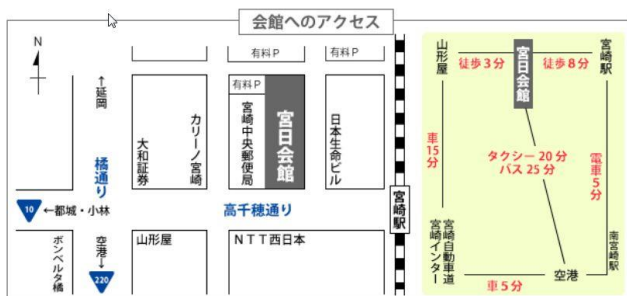 会館へのアクセス
N
←延岡
橘通り
10
←都城・小林
ボンベルタ橘
空港→
220
有料P
有料P
有料P
大和証券
カリーノ宮崎
宮崎中央郵便局
宮日会館
日本生命ビル
高千穂通り
山形屋
NTT西日本
宮崎駅
山形屋
徒歩3分
宮日会館
徒歩8分
宮崎駅
車15分
タクシー20分
バス25分
電車5分
宮崎自動車道
宮崎インター
車5分
空港
南宮崎駅